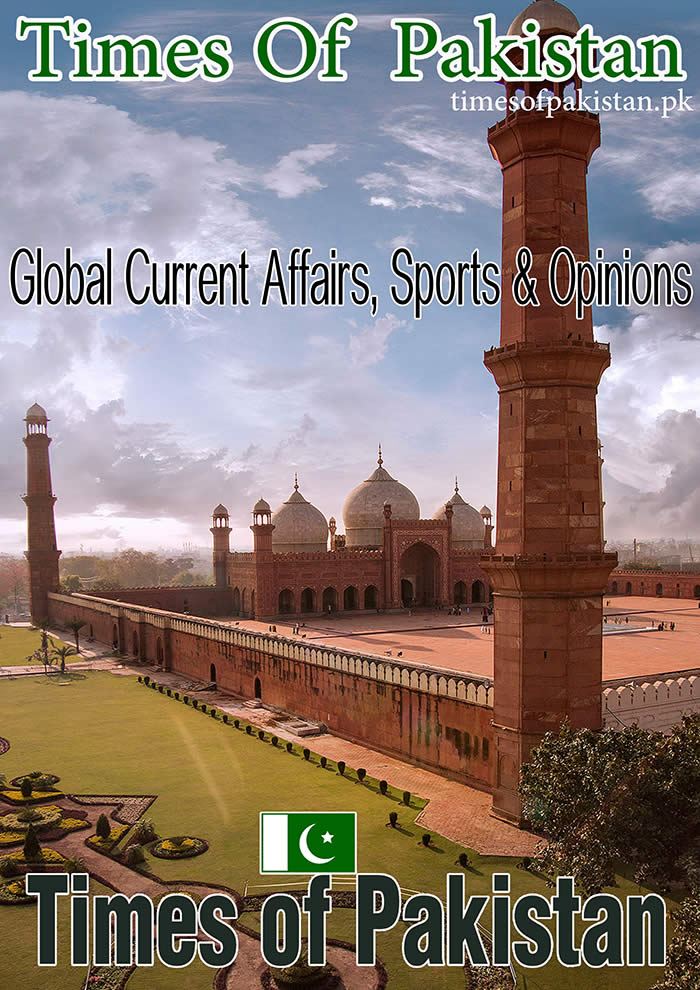 Times Of Pakistan
timesofpakistan.pk
Global Current Affairs, Sports & Opinions
Times of Pakistan